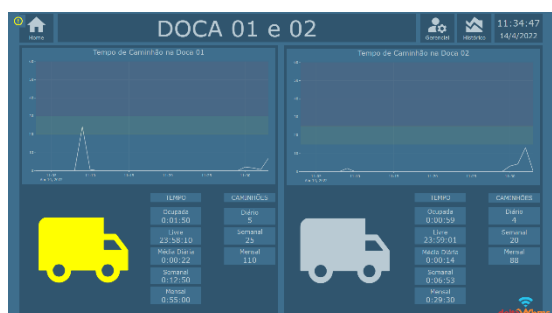 DOCA 01 e 02
Home
Gerencial
Histórico
11:34:47
14/4/2022
Tempo de Caminhão na Doca 01
Tempo de Caminhão na Doca 02
TEMPO
CAMINHÕES
Ocupada
0:01:50
Diário
5
Livre
23:58:10
Semanal
25
Média Diária
0:00:22
Mensal
110
Semanal
0:12:50
Mensal
0:55:00
TEMPO
CAMINHÕES
Ocupada
0:00:59
Diário
4
Livre
23:59:01
Semanal
20
Média Diária
0:00:14
Mensal
88
Semanal
0:06:53
Mensal
0:29:30